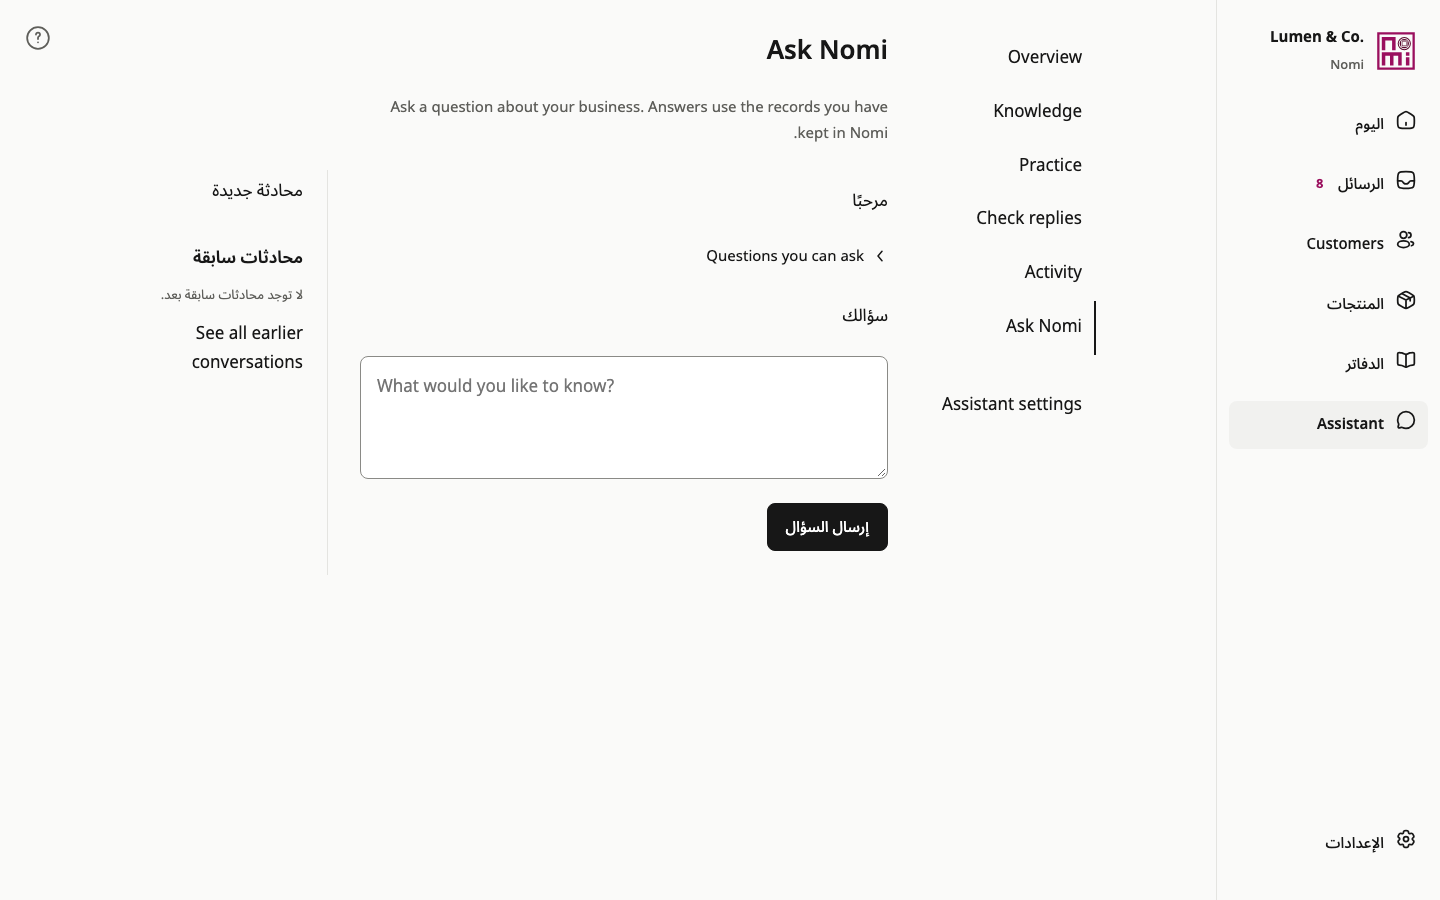 Lumen & Co.
Nomi
اليوم
الرسائل 8
Customers
المنتجات
الدفاتر
Assistant
الإعدادات
Overview
Knowledge
Practice
Check replies
Activity
Ask Nomi
Assistant settings
Ask Nomi
Ask a question about your business. Answers use the records you have
kept in Nomi.
مرحبًا
Questions you can ask
سؤالك
What would you like to know?
إرسال السؤال
محادثة جديدة
محادثات سابقة
لا توجد محادثات سابقة بعد.
See all earlier
conversations